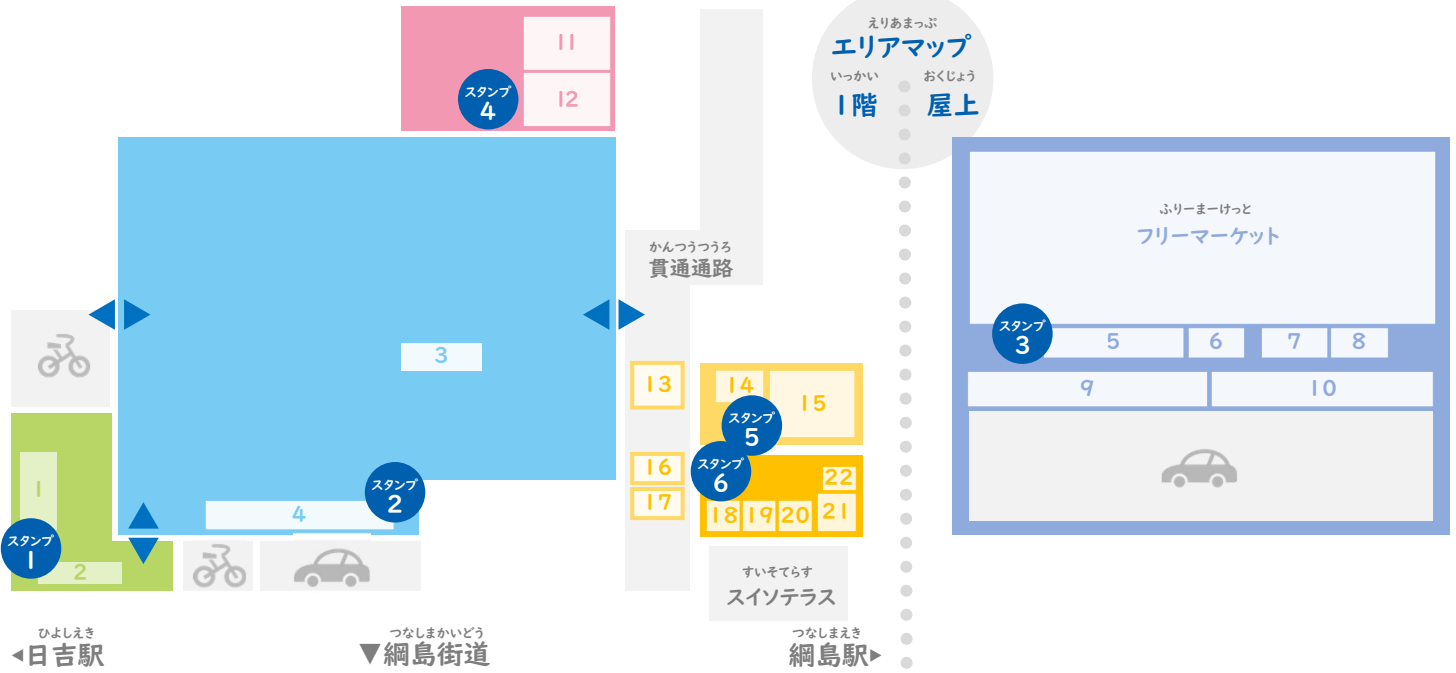 えりあまっぷ
エリアマップ
いっかい
1階
おくじょう
屋上
11
12
スタンプ
4
かんつうつうろ
貫通通路
3
13
14
15
スタンプ
5
16
17
スタンプ
6
22
18
19
20
21
スタンプ
2
4
1
スタンプ
1
2
すいそてらす
スイソテラス
ひよしえき
◀日吉駅
つなしまかいどう
▼綱島街道
つなしまえき
綱島駅▶
ふりーまーけっと
フリーマーケット
スタンプ
3
5
6
7
8
9
10